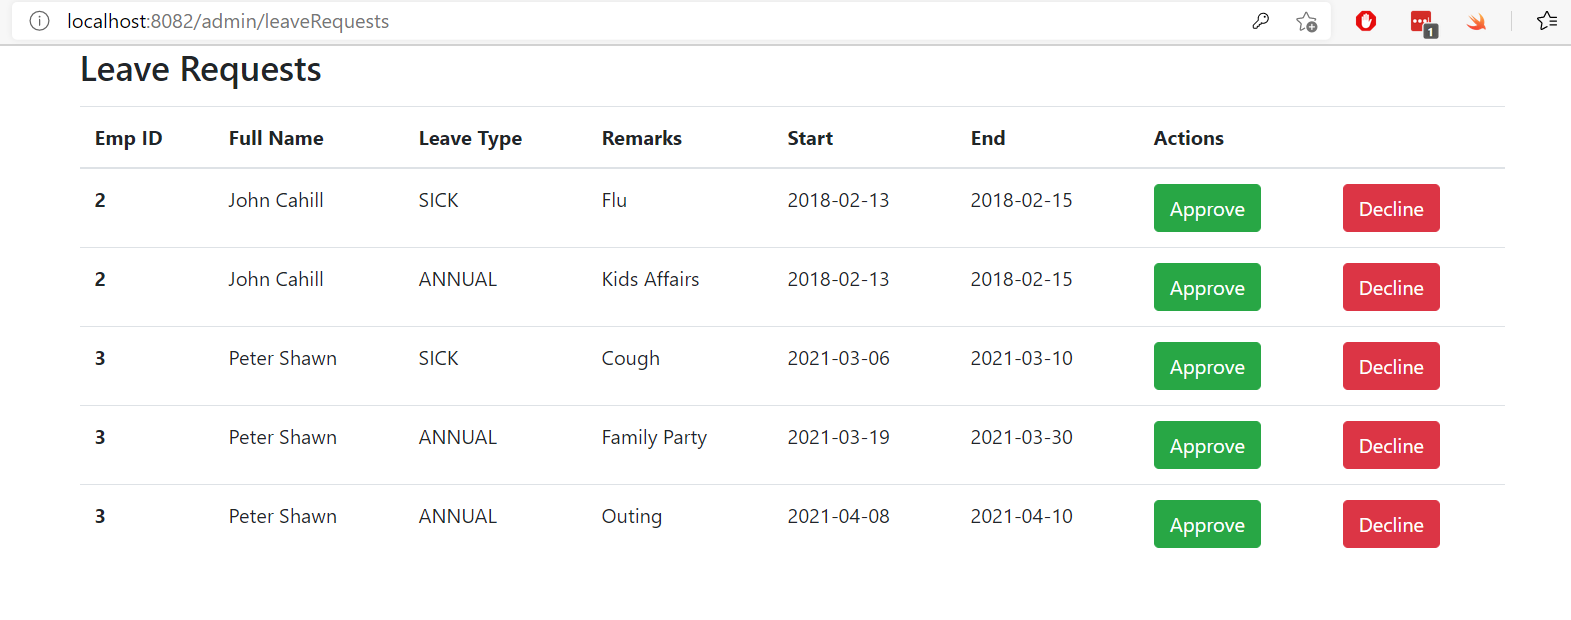 localhost:8082/admin/leaveRequests
1
Leave Requests
Emp ID Full Name Leave Type Remarks Start End Actions
2 John Cahill SICK Flu 2018-02-13 2018-02-15 Approve Decline
2 John Cahill ANNUAL Kids Affairs 2018-02-13 2018-02-15 Approve Decline
3 Peter Shawn SICK Cough 2021-03-06 2021-03-10 Approve Decline
3 Peter Shawn ANNUAL Family Party 2021-03-19 2021-03-30 Approve Decline
3 Peter Shawn ANNUAL Outing 2021-04-08 2021-04-10 Approve Decline